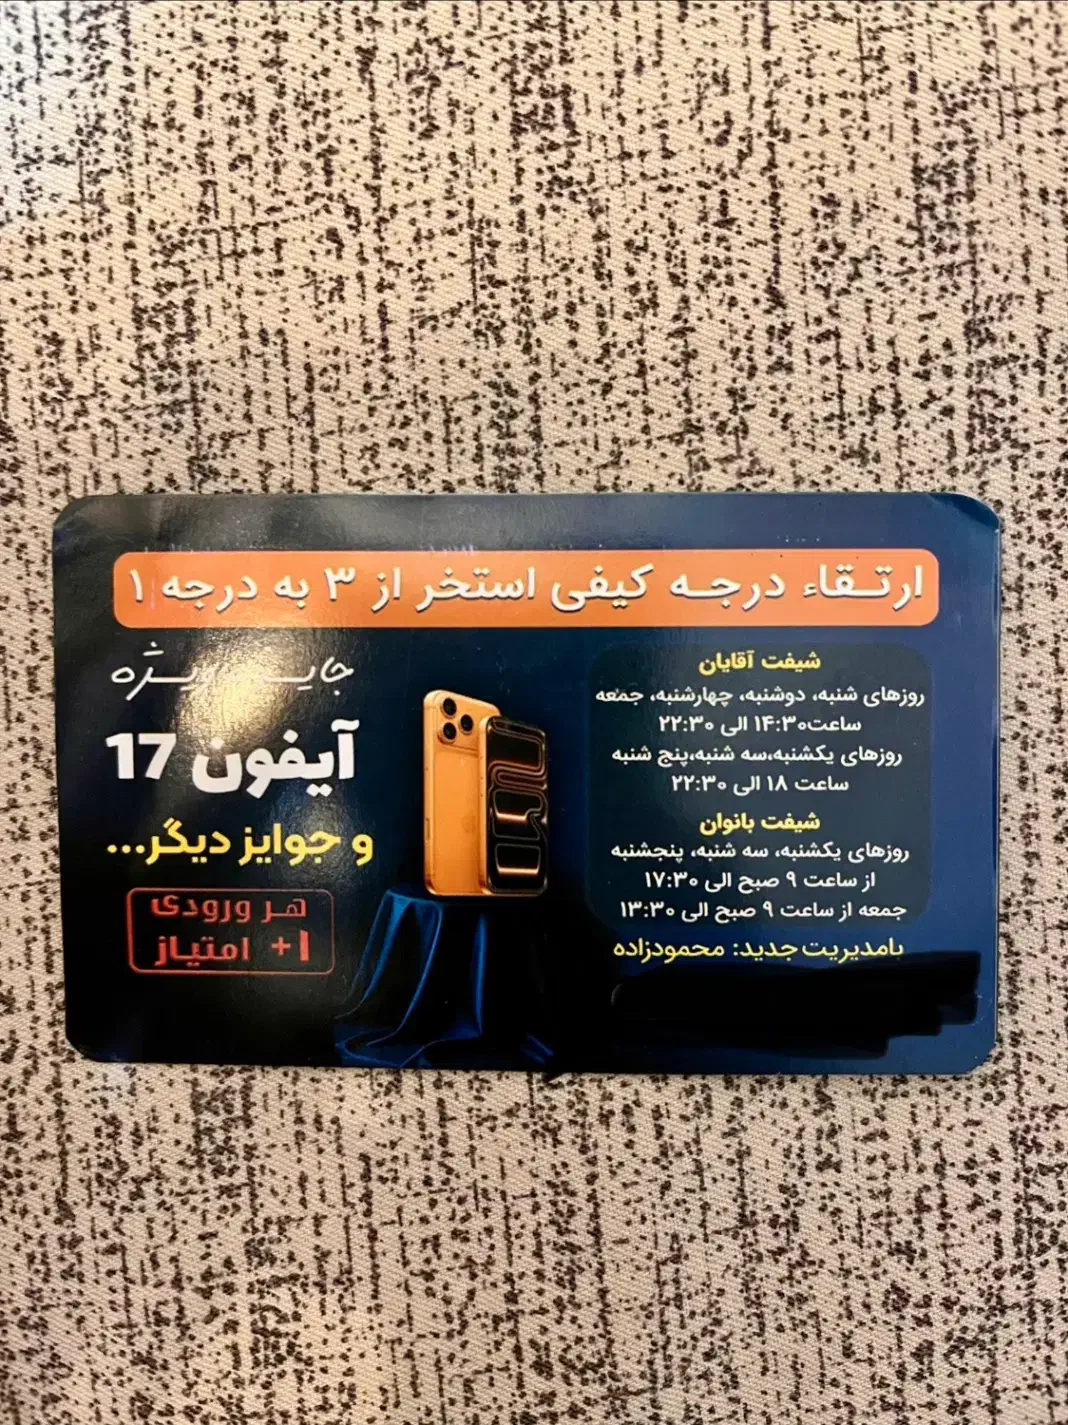 ارتقاء درجه کیفی استخر از ۳ به درجه ۱
شیفت آقایان
روزهای شنبه، دوشنبه، چهارشنبه، جمعه
ساعت۱۴:۳۰ الی ۲۲:۳۰
روزهای یکشنبه،سه شنبه،پنج شنبه
ساعت ۱۸ الی ۲۲:۳۰
شیفت بانوان
روزهای یکشنبه، سه شنبه، پنجشنبه
از ساعت ۹ صبح الی ۱۷:۳۰
جمعه از ساعت ۹ صبح الی ۱۳:۳۰
بامدیریت جدید: محمودزاده
ویژه
آیفون 17
و جوایز دیگر...
هر ورودی
+۱ امتیاز